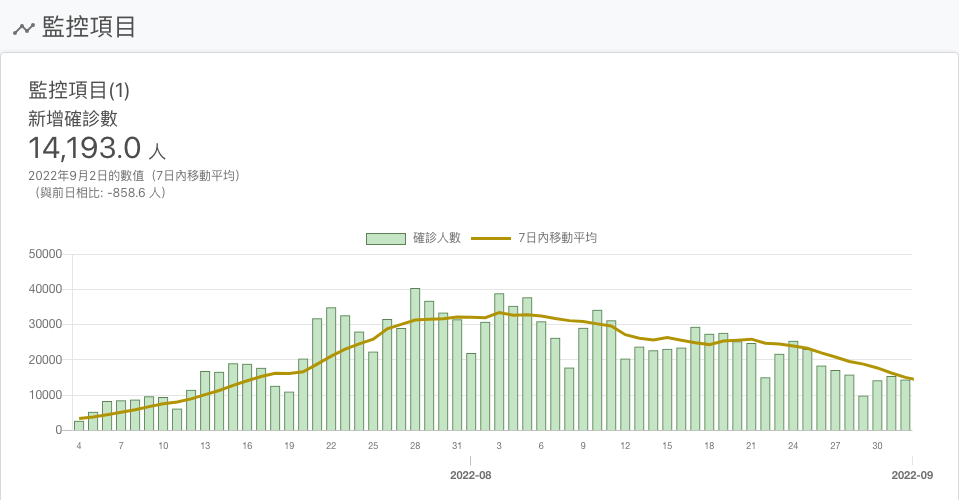 監控項目
監控項目(1)
新增確診數
14,193.0 人
2022年9月2日的數值（7日內移動平均）
（與前日相比: -858.6 人）
確診人數 7日內移動平均
50000
40000
30000
20000
10000
0
4 7 10 13 16 19 22 25 28 31 3 6 9 12 15 18 21 24 27 30
2022-08 2022-09